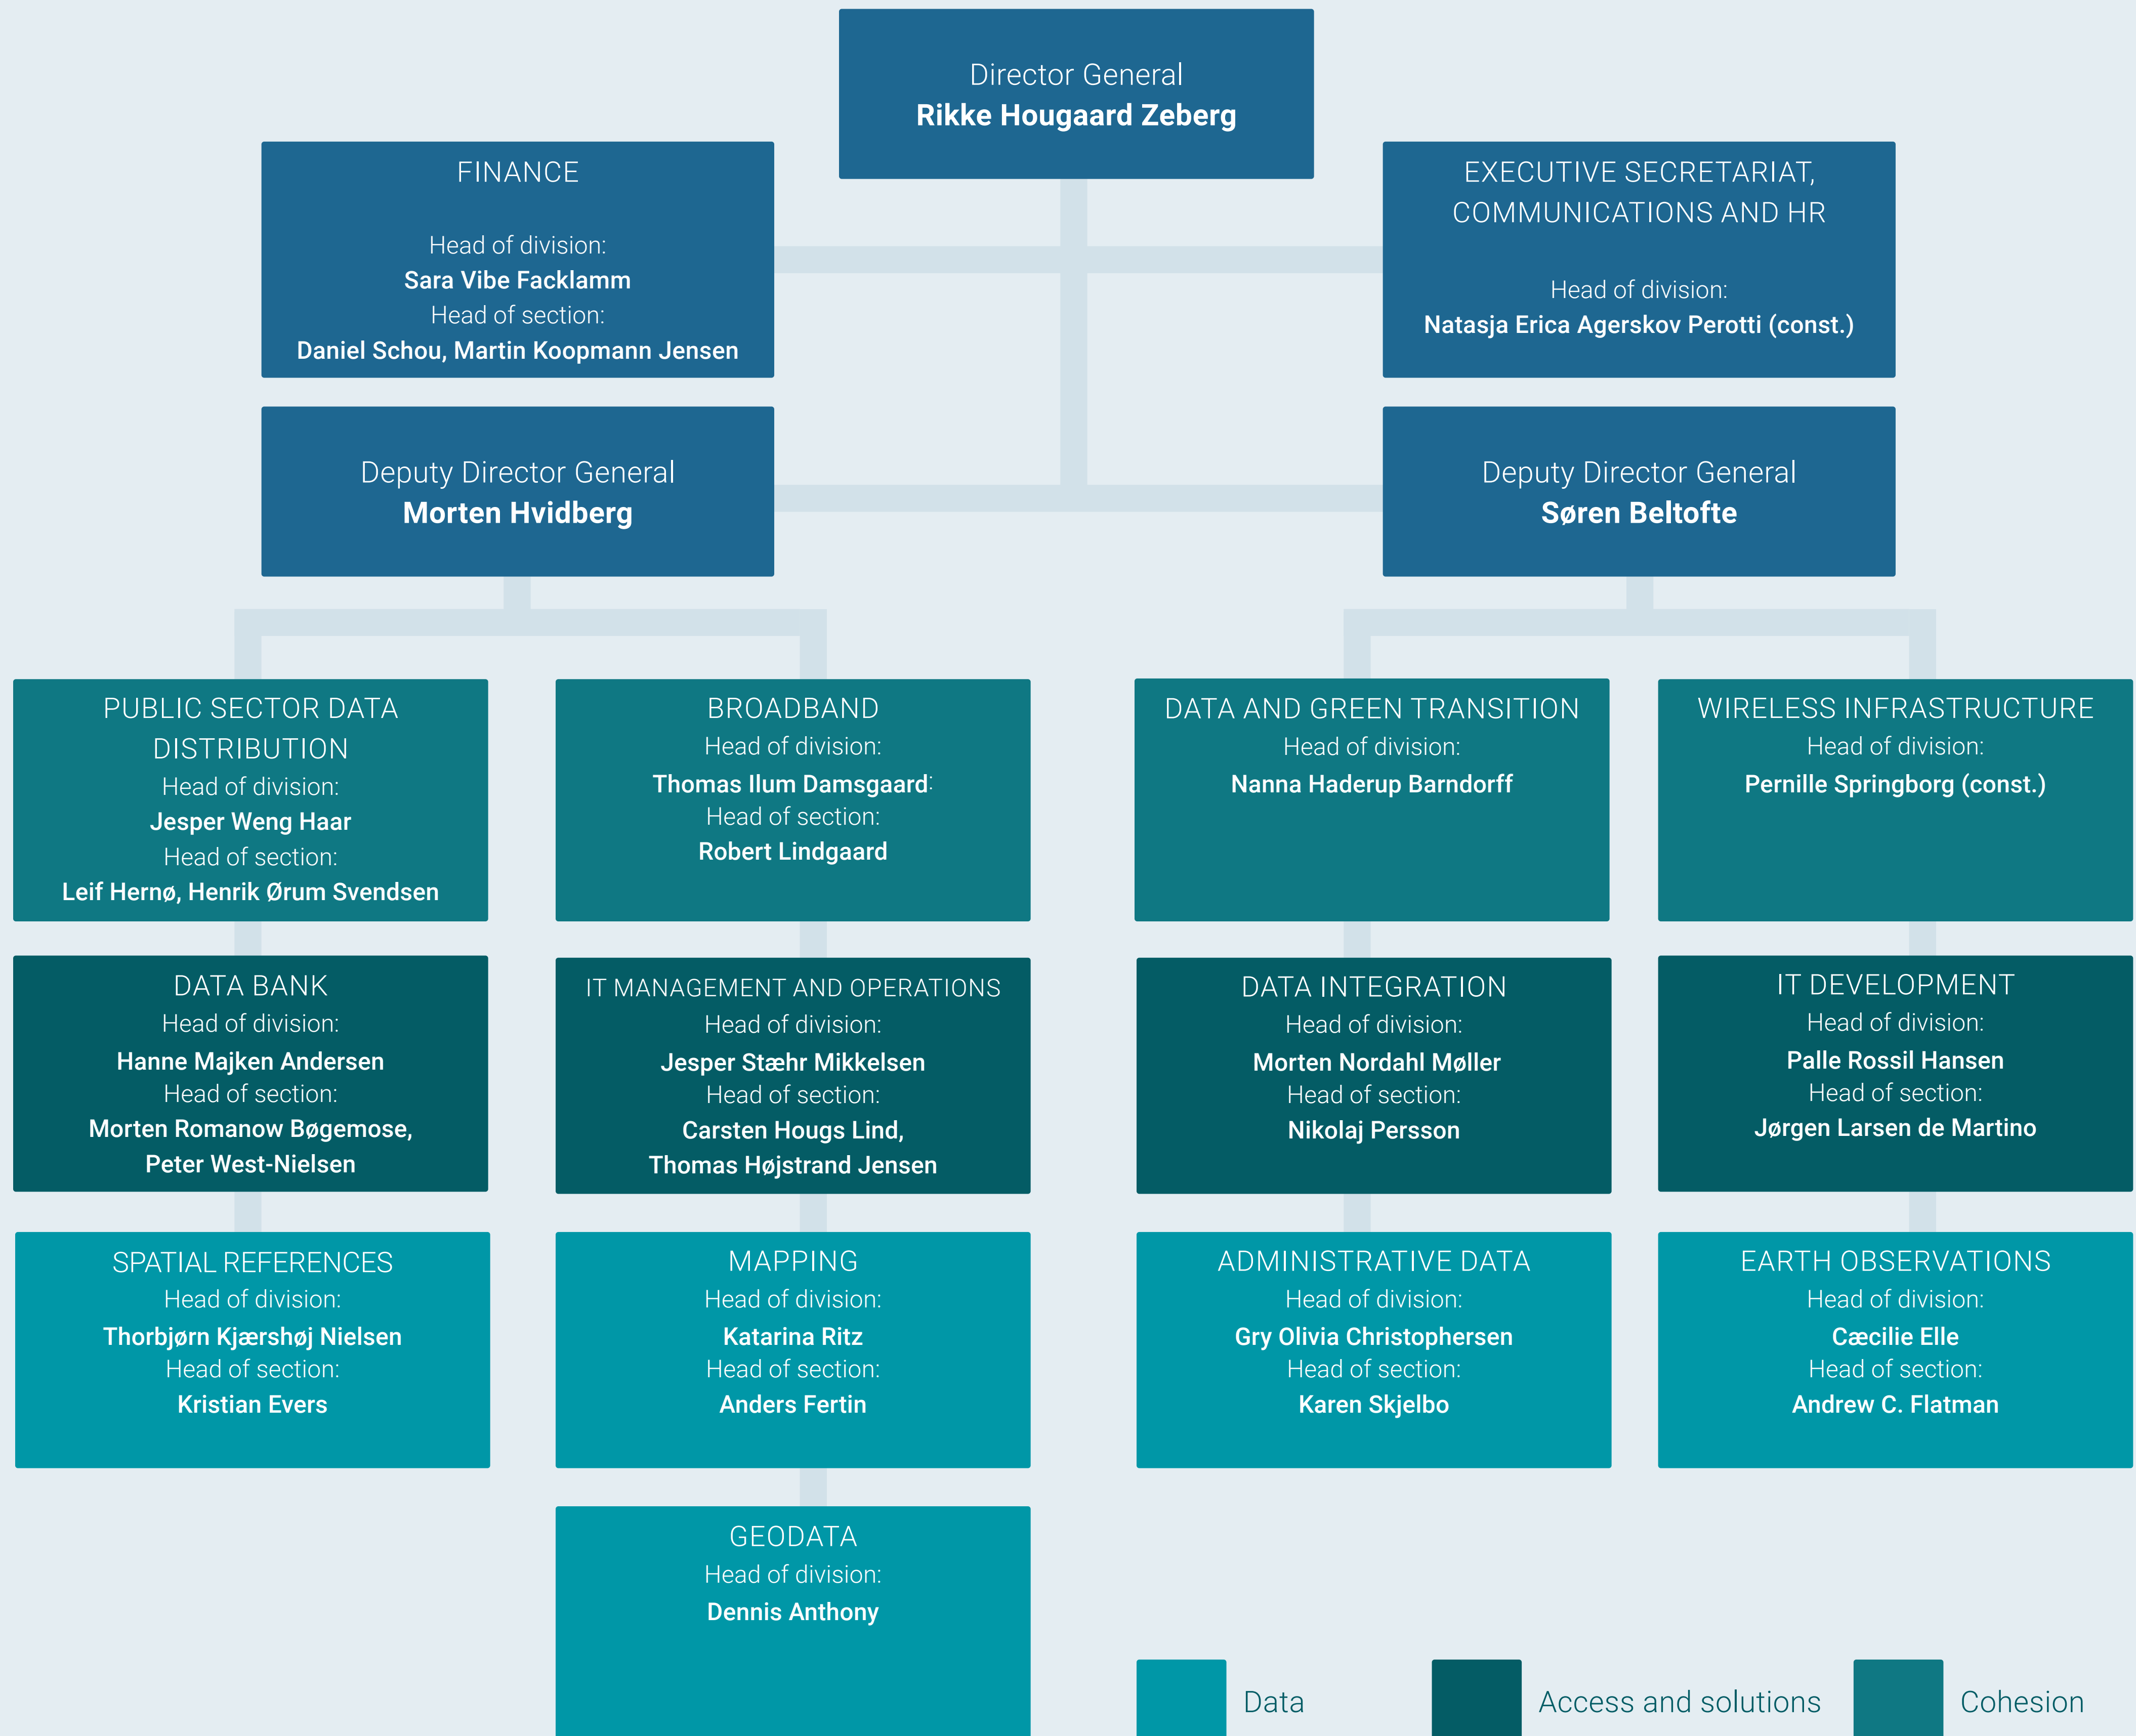 Director General
Rikke Hougaard Zeberg
FINANCE
Head of division:
Sara Vibe Facklamm
Head of section:
Daniel Schou, Martin Koopmann Jensen
EXECUTIVE SECRETARIAT,
COMMUNICATIONS AND HR
Head of division:
Natasja Erica Agerskov Perotti (const.)
Deputy Director General
Morten Hvidberg
Deputy Director General
Søren Beltofte
PUBLIC SECTOR DATA
DISTRIBUTION
Head of division:
Jesper Weng Haar
Head of section:
Leif Hernø, Henrik Ørum Svendsen
BROADBAND
Head of division:
Thomas Ilum Damsgaard:
Head of section:
Robert Lindgaard
DATA AND GREEN TRANSITION
Head of division:
Nanna Haderup Barndorff
WIRELESS INFRASTRUCTURE
Head of division:
Pernille Springborg (const.)
DATA BANK
Head of division:
Hanne Majken Andersen
Head of section:
Morten Romanow Bøgemose,
Peter West-Nielsen
IT MANAGEMENT AND OPERATIONS
Head of division:
Jesper Stæhr Mikkelsen
Head of section:
Carsten Hougs Lind,
Thomas Højstrand Jensen
DATA INTEGRATION
Head of division:
Morten Nordahl Møller
Head of section:
Nikolaj Persson
IT DEVELOPMENT
Head of division:
Palle Rossil Hansen
Head of section:
Jørgen Larsen de Martino
SPATIAL REFERENCES
Head of division:
Thorbjørn Kjærshøj Nielsen
Head of section:
Kristian Evers
MAPPING
Head of division:
Katarina Ritz
Head of section:
Anders Fertin
ADMINISTRATIVE DATA
Head of division:
Gry Olivia Christophersen
Head of section:
Karen Skjelbo
EARTH OBSERVATIONS
Head of division:
Cæcilie Elle
Head of section:
Andrew C. Flatman
GEODATA
Head of division:
Dennis Anthony
Data
Access and solutions
Cohesion